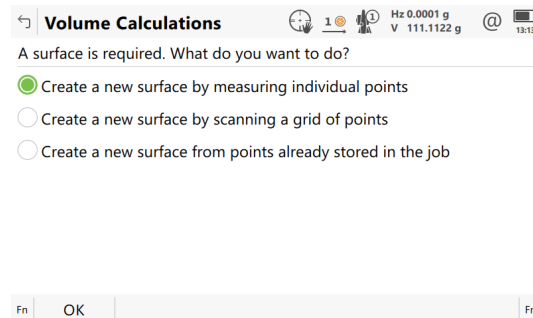 Volume Calculations
1
1
Hz 0.0001 g
V 111.1122 g
@
A surface is required. What do you want to do?
Create a new surface by measuring individual points
Create a new surface by scanning a grid of points
Create a new surface from points already stored in the job
Fn
OK